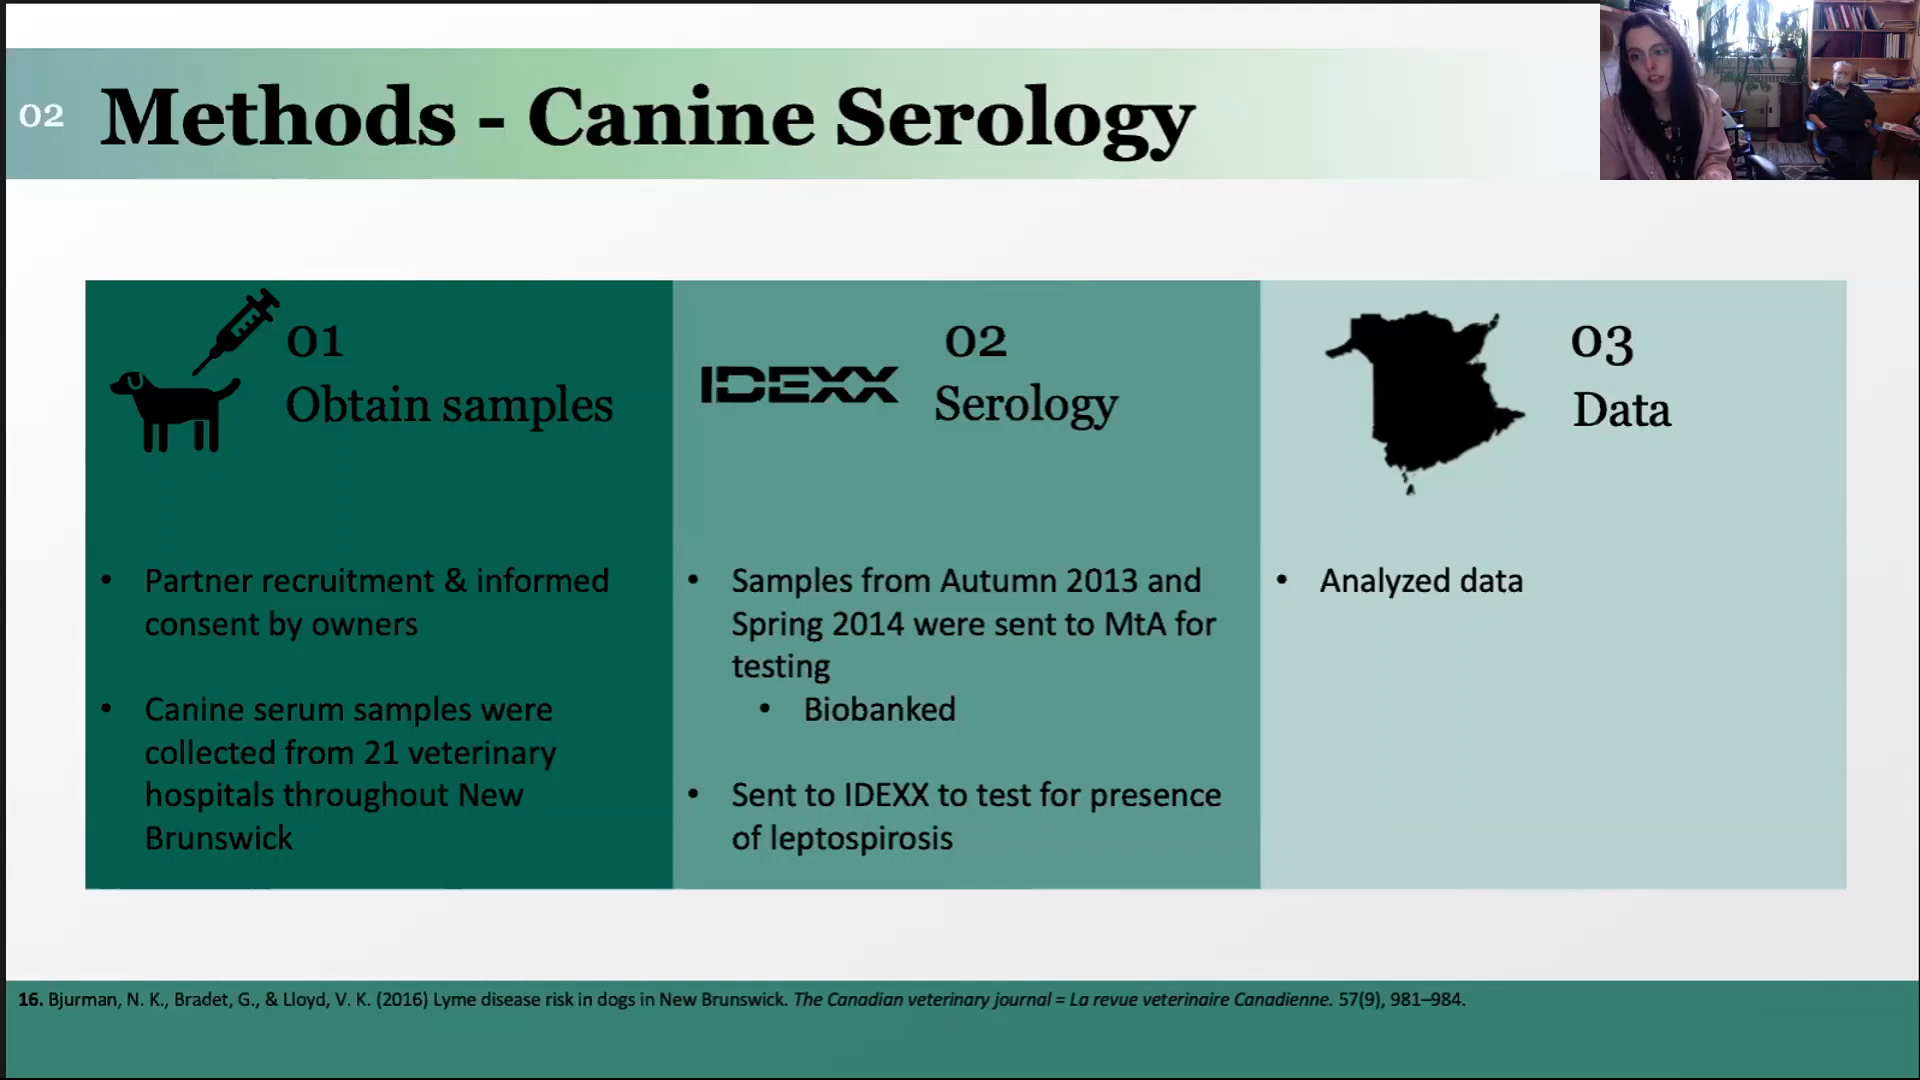 02
Methods - Canine Serology
01
Obtain samples
• Partner recruitment & informed
consent by owners
• Canine serum samples were
collected from 21 veterinary
hospitals throughout New
Brunswick
IDEXX
02
Serology
• Samples from Autumn 2013 and
Spring 2014 were sent to MtA for
testing
• Biobanked
• Sent to IDEXX to test for presence
of leptospirosis
03
Data
• Analyzed data
16. Bjurman, N. K., Bradet, G., & Lloyd, V. K. (2016) Lyme disease risk in dogs in New Brunswick. The Canadian veterinary journal = La revue veterinaire Canadienne. 57(9), 981–984.